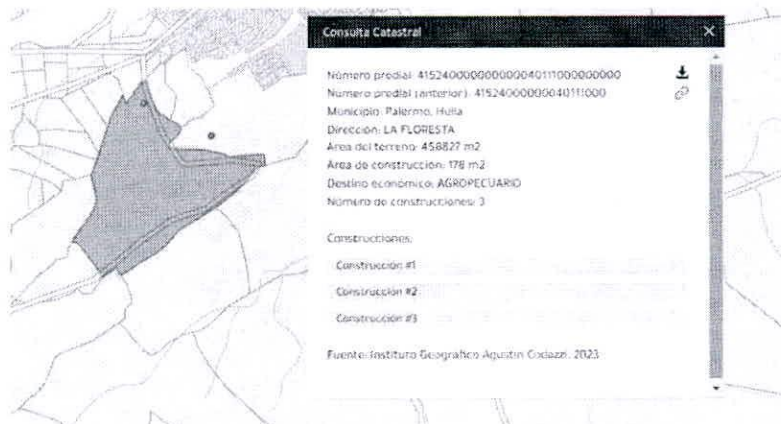 Consulta Catastral
Número predial: 415240000000000040111000000000
Número predial (anterior): 41524000000040111000
Municipio: Palermo, Huila
Dirección: LA FLORESTA
Área del terreno: 458827 m2
Área de construcción: 178 m2
Destino económico: AGROPECUARIO
Número de construcciones: 3
Construcciones:
Construcción #1
Construcción #2
Construcción #3
Fuente: Instituto Geográfico Agustín Codazzi, 2023